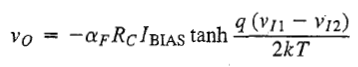 v_O = -α_F R_C I_BIAS tanh q (v_I1 − v_I2) / 2kT